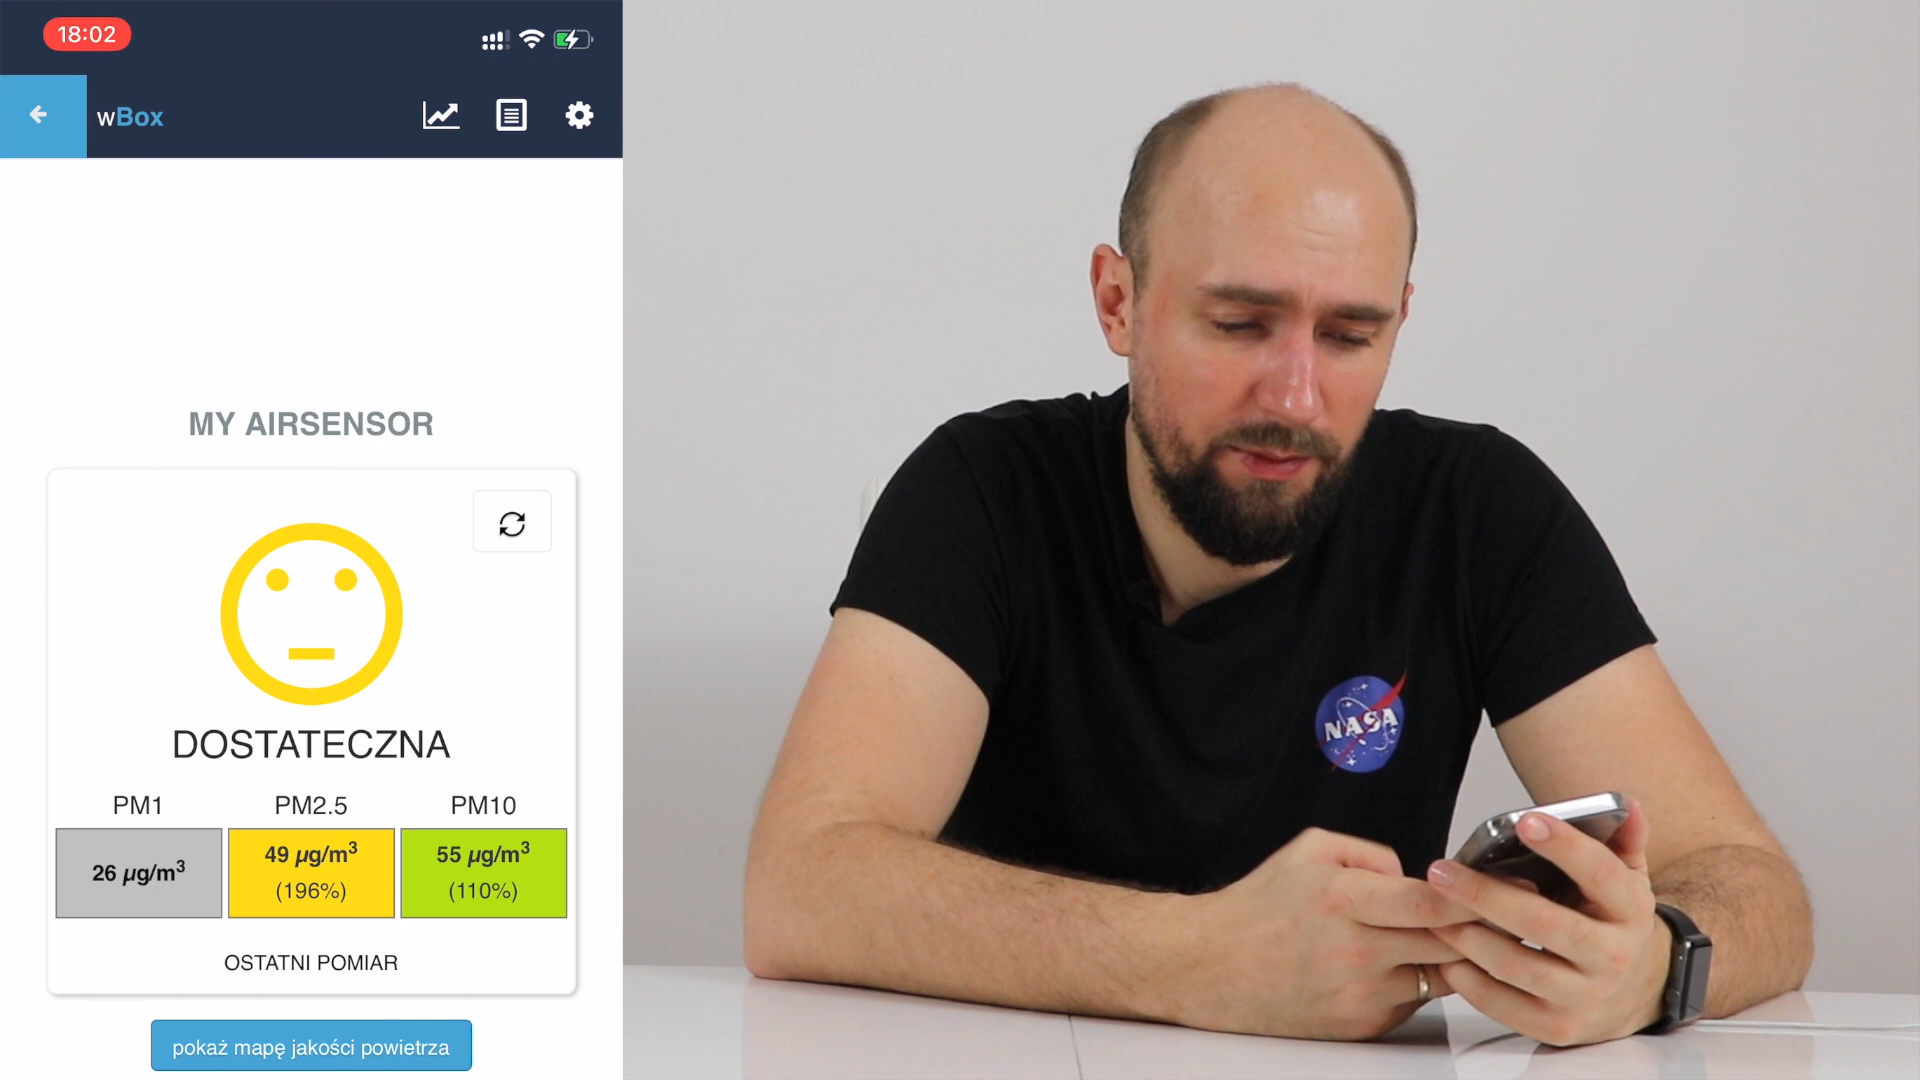 18:02
wBox
MY AIRSENSOR
DOSTATECZNA
PM1 PM2.5 PM10
26 µg/m³ 49 µg/m³ 55 µg/m³
(196%) (110%)
OSTATNI POMIAR
pokaż mapę jakości powietrza
NASA